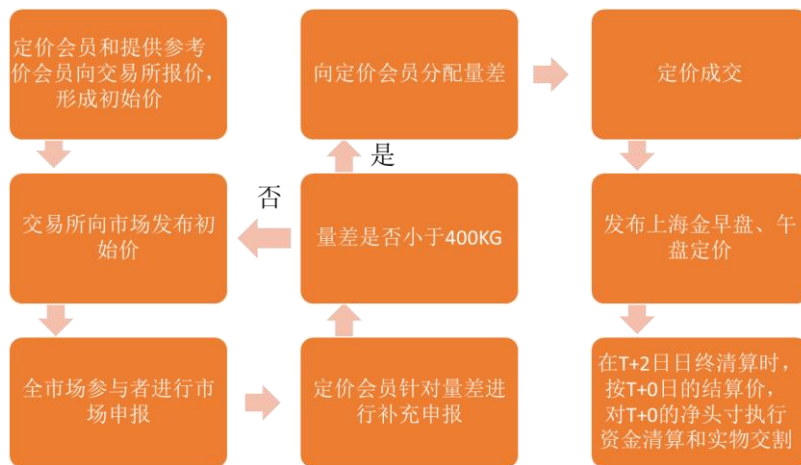 定价会员和提供参考
价会员向交易所报价，
形成初始价
交易所向市场发布初
始价
全市场参与者进行市
场申报
定价会员针对量差进
行补充申报
量差是否小于400KG
否
是
向定价会员分配量差
定价成交
发布上海金早盘、午
盘定价
在T+2日日终清算时，
按T+0日的结算价，
对T+0的净头寸执行
资金清算和实物交割